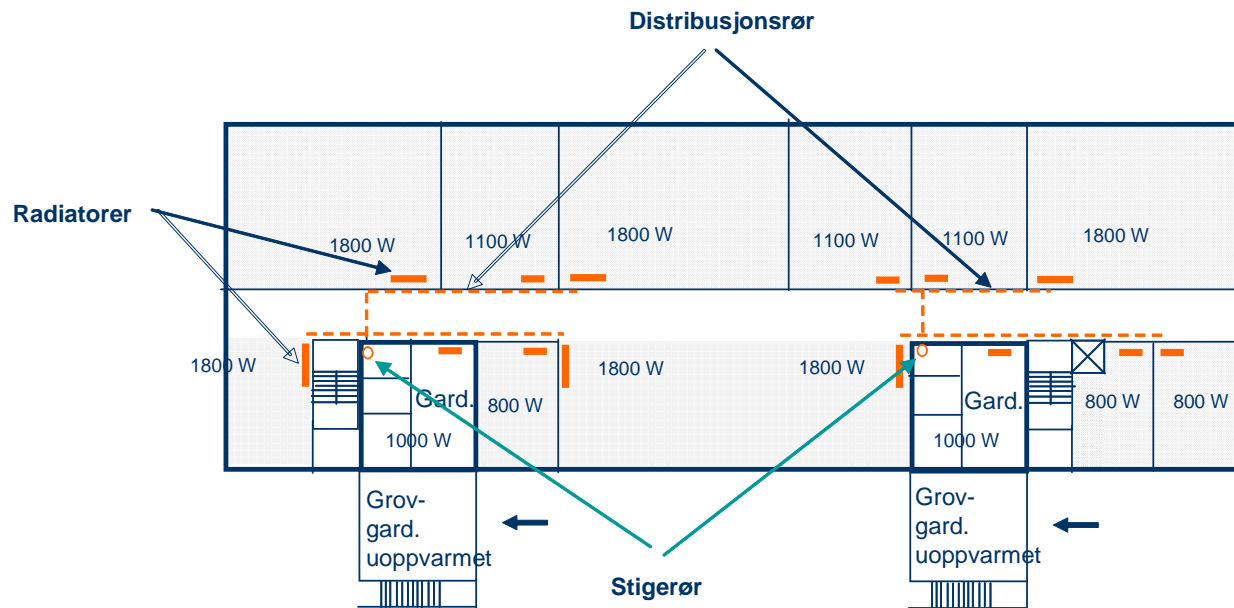 Distribusjonsrør
Radiatorer
1800 W
1100 W
1800 W
1100 W
1100 W
1800 W
1800 W
Gard.
800 W
1000 W
1800 W
1800 W
Gard.
1000 W
800 W
800 W
Grov-
gard.
uoppvarmet
Grov-
gard.
uoppvarmet
Stigerør